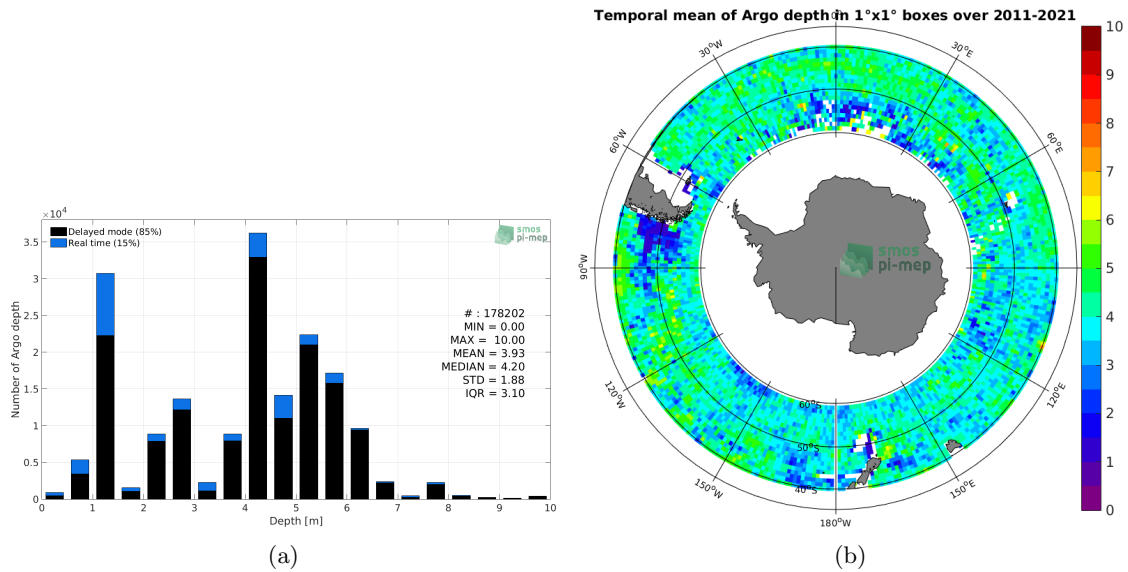 ×10⁴
Delayed mode (85%)
Real time (15%)
smos
pi-mep
# : 178202
MIN = 0.00
MAX = 10.00
MEAN = 3.93
MEDIAN = 4.20
STD = 1.88
IQR = 3.10
Number of Argo depth
3.5
3
2.5
2
1.5
1
0.5
0
0 1 2 3 4 5 6 7 8 9 10
Depth [m]
(a)
Temporal mean of Argo depth in 1°x1° boxes over 2011-2021
0°
30°W
30°E
60°W
60°E
90°W
120°W
120°E
150°W
150°E
180°W
60°S
50°S
40°S
smos
pi-mep
10
9
8
7
6
5
4
3
2
1
0
(b)